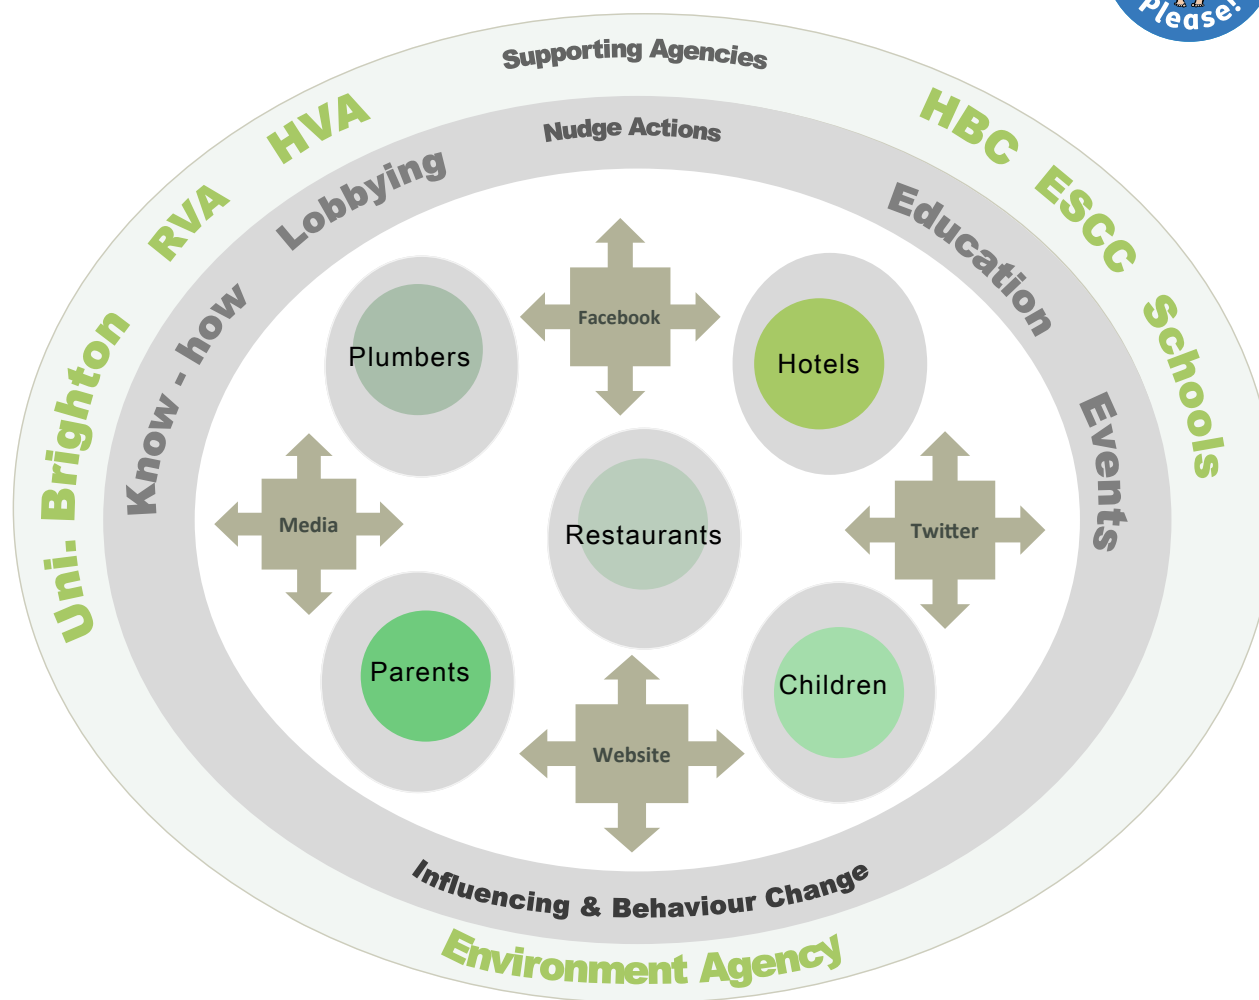 Please!
Supporting Agencies
HVA
HBC
RVA
ESCC
Uni. Brighton
Schools
Nudge Actions
Lobbying
Education
Know - how
Events
Facebook
Plumbers
Hotels
Media
Restaurants
Twitter
Parents
Children
Website
Influencing & Behaviour Change
Environment Agency